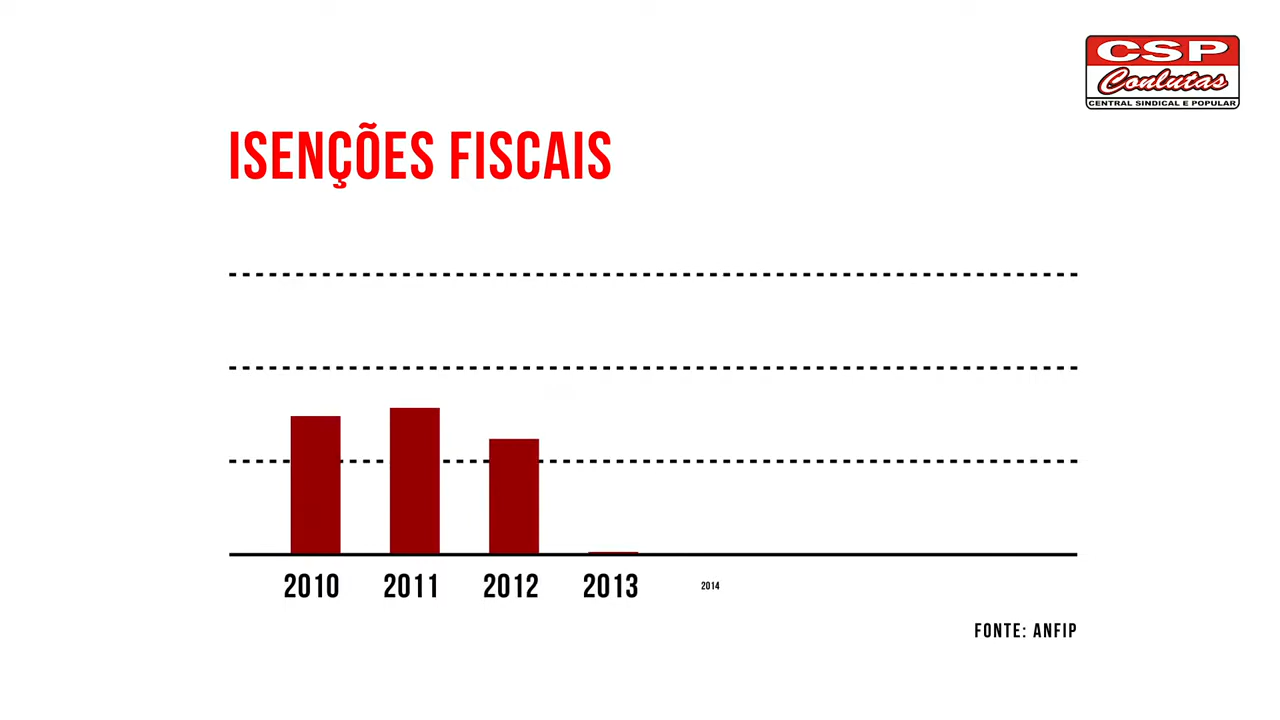 CSP
Conlutas
CENTRAL SINDICAL E POPULAR
ISENÇÕES FISCAIS
2010 2011 2012 2013 2014
FONTE: ANFIP